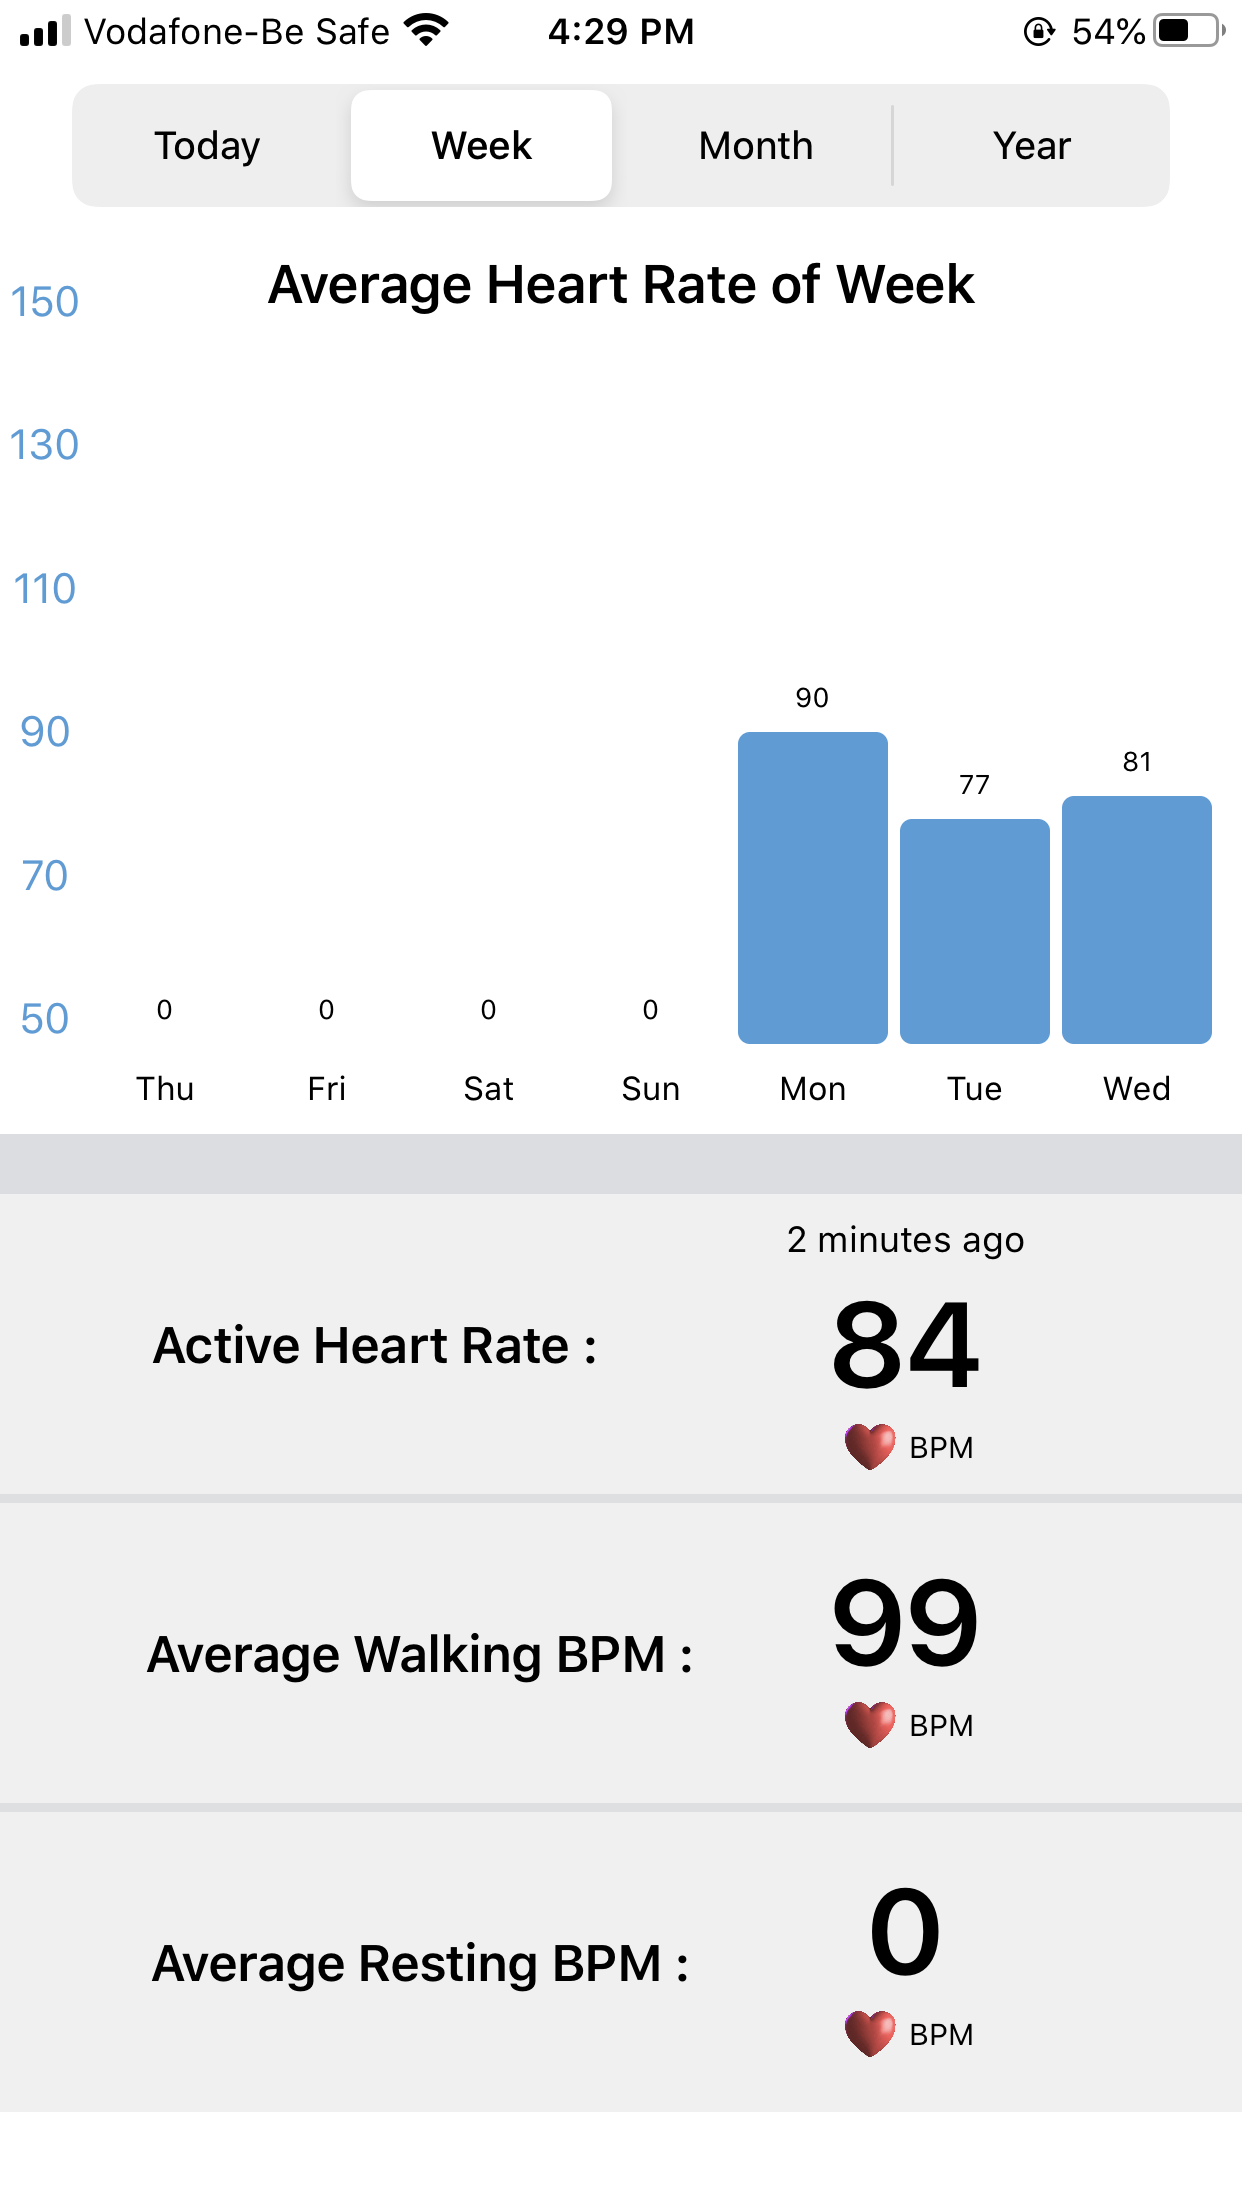 Vodafone-Be Safe 4:29 PM 54%
Today Week Month Year
Average Heart Rate of Week
150
130
110
90
70
50
0 0 0 0 90 77 81
Thu Fri Sat Sun Mon Tue Wed
2 minutes ago
Active Heart Rate : 84
BPM
Average Walking BPM : 99
BPM
Average Resting BPM : 0
BPM